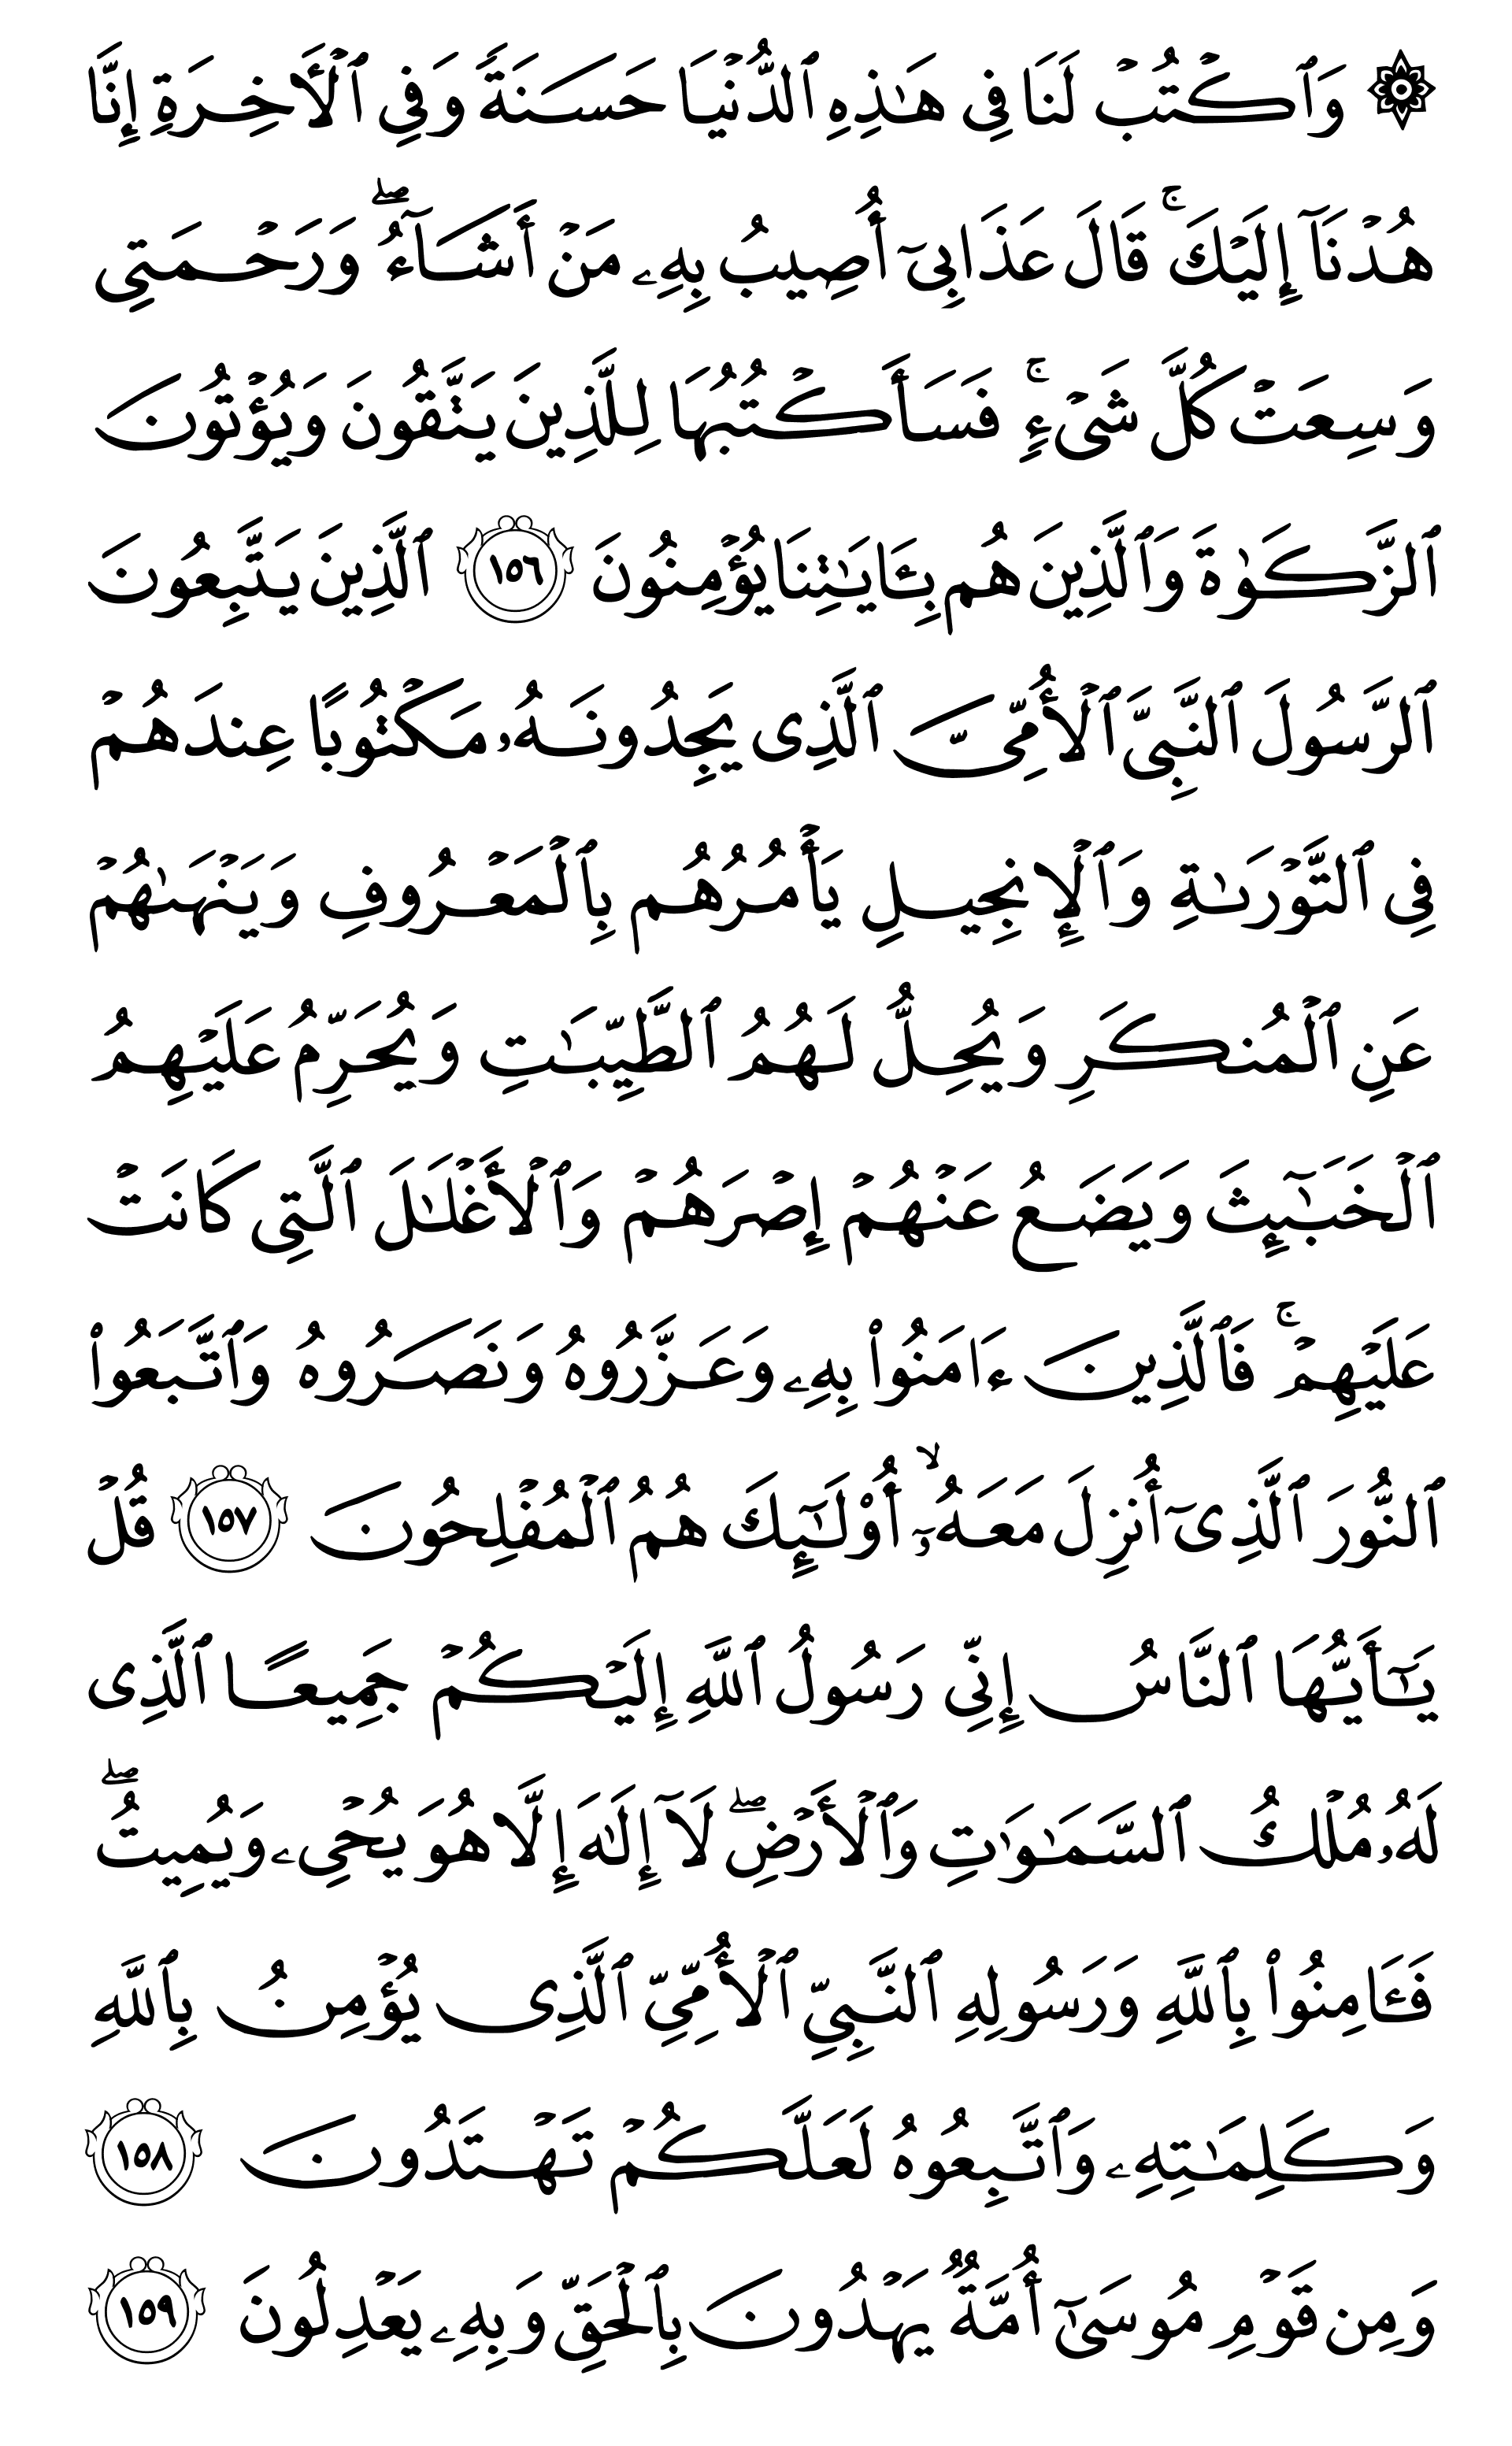 ۞ وَٱكۡتُبۡ لَنَا فِي هَٰذِهِ ٱلدُّنۡيَا حَسَنَةٗ وَفِي ٱلۡأٓخِرَةِ إِنَّا
هُدۡنَآ إِلَيۡكَۚ قَالَ عَذَابِيٓ أُصِيبُ بِهِۦ مَنۡ أَشَآءُۖ وَرَحۡمَتِي
وَسِعَتۡ كُلَّ شَيۡءٖۚ فَسَأَكۡتُبُهَا لِلَّذِينَ يَتَّقُونَ وَيُؤۡتُونَ
ٱلزَّكَوٰةَ وَٱلَّذِينَ هُم بِـَٔايَٰتِنَا يُؤۡمِنُونَ ١٥٦ ٱلَّذِينَ يَتَّبِعُونَ
ٱلرَّسُولَ ٱلنَّبِيَّ ٱلۡأُمِّيَّ ٱلَّذِي يَجِدُونَهُۥ مَكۡتُوبًا عِندَهُمۡ
فِي ٱلتَّوۡرَىٰةِ وَٱلۡإِنجِيلِ يَأۡمُرُهُم بِٱلۡمَعۡرُوفِ وَيَنۡهَىٰهُمۡ
عَنِ ٱلۡمُنكَرِ وَيُحِلُّ لَهُمُ ٱلطَّيِّبَٰتِ وَيُحَرِّمُ عَلَيۡهِمُ
ٱلۡخَبَٰٓئِثَ وَيَضَعُ عَنۡهُمۡ إِصۡرَهُمۡ وَٱلۡأَغۡلَٰلَ ٱلَّتِي كَانَتۡ
عَلَيۡهِمۡۚ فَٱلَّذِينَ ءَامَنُواْ بِهِۦ وَعَزَّرُوهُ وَنَصَرُوهُ وَٱتَّبَعُواْ
ٱلنُّورَ ٱلَّذِيٓ أُنزِلَ مَعَهُۥٓ ۙ أُوْلَٰٓئِكَ هُمُ ٱلۡمُفۡلِحُونَ ١٥٧ قُلۡ
يَٰٓأَيُّهَا ٱلنَّاسُ إِنِّي رَسُولُ ٱللَّهِ إِلَيۡكُمۡ جَمِيعًا ٱلَّذِي
لَهُۥ مُلۡكُ ٱلسَّمَٰوَٰتِ وَٱلۡأَرۡضِۖ لَآ إِلَٰهَ إِلَّا هُوَ يُحۡيِۦ وَيُمِيتُۖ
فَـَٔامِنُواْ بِٱللَّهِ وَرَسُولِهِ ٱلنَّبِيِّ ٱلۡأُمِّيِّ ٱلَّذِي يُؤۡمِنُ بِٱللَّهِ
وَكَلِمَٰتِهِۦ وَٱتَّبِعُوهُ لَعَلَّكُمۡ تَهۡتَدُونَ ١٥٨
وَمِن قَوۡمِ مُوسَىٰٓ أُمَّةٞ يَهۡدُونَ بِٱلۡحَقِّ وَبِهِۦ يَعۡدِلُونَ ١٥٩